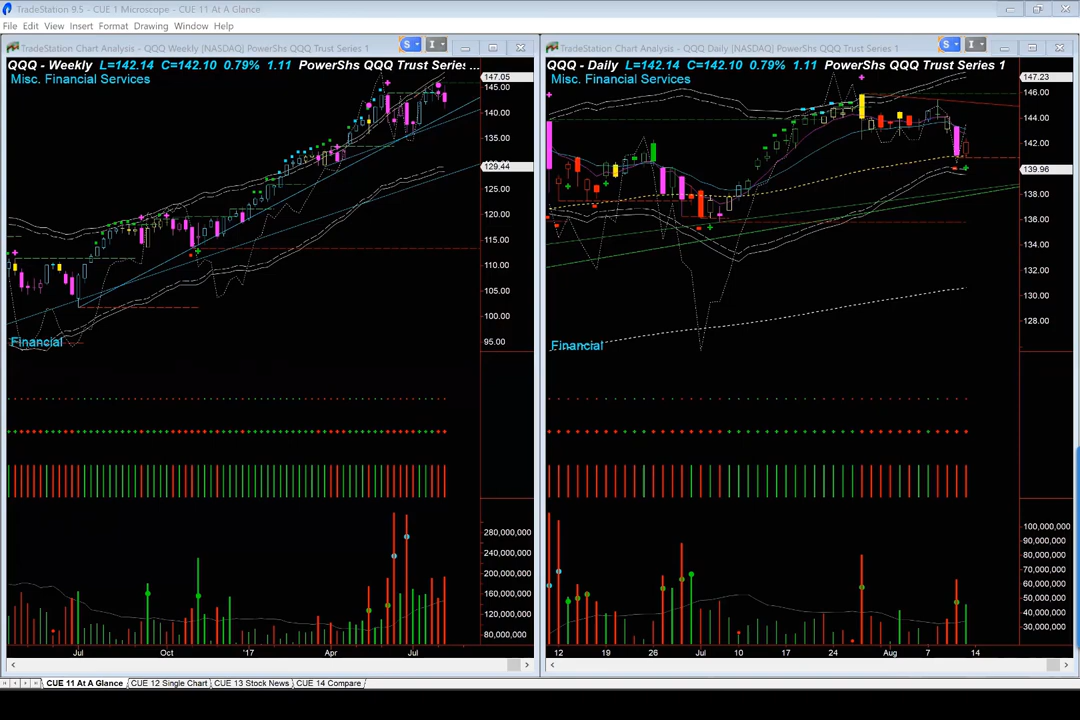 TradeStation 9.5 - CUE 1 Microscope - CUE 11 At A Glance
File Edit View Insert Format Drawing Window Help
TradeStation Chart Analysis - QQQ Weekly [NASDAQ] PowerShs QQQ Trust Series 1
S I
QQQ - Weekly L=142.14 C=142.10 0.79% 1.11 PowerShs QQQ Trust Series ...
Misc. Financial Services
147.05
145.00
140.00
135.00
129.44
125.00
120.00
115.00
110.00
105.00
100.00
95.00
Financial
280,000,000
240,000,000
200,000,000
160,000,000
120,000,000
80,000,000
Jul Oct '17 Apr Jul
TradeStation Chart Analysis - QQQ Daily [NASDAQ] PowerShs QQQ Trust Series 1
S I
QQQ - Daily L=142.14 C=142.10 0.79% 1.11 PowerShs QQQ Trust Series 1
Misc. Financial Services
147.23
146.00
144.00
142.00
139.96
138.00
136.00
134.00
132.00
130.00
128.00
Financial
100,000,000
90,000,000
80,000,000
70,000,000
60,000,000
50,000,000
40,000,000
30,000,000
12 19 26 Jul 10 17 24 Aug 7 14
CUE 11 At A Glance CUE 12 Single Chart CUE 13 Stock News CUE 14 Compare